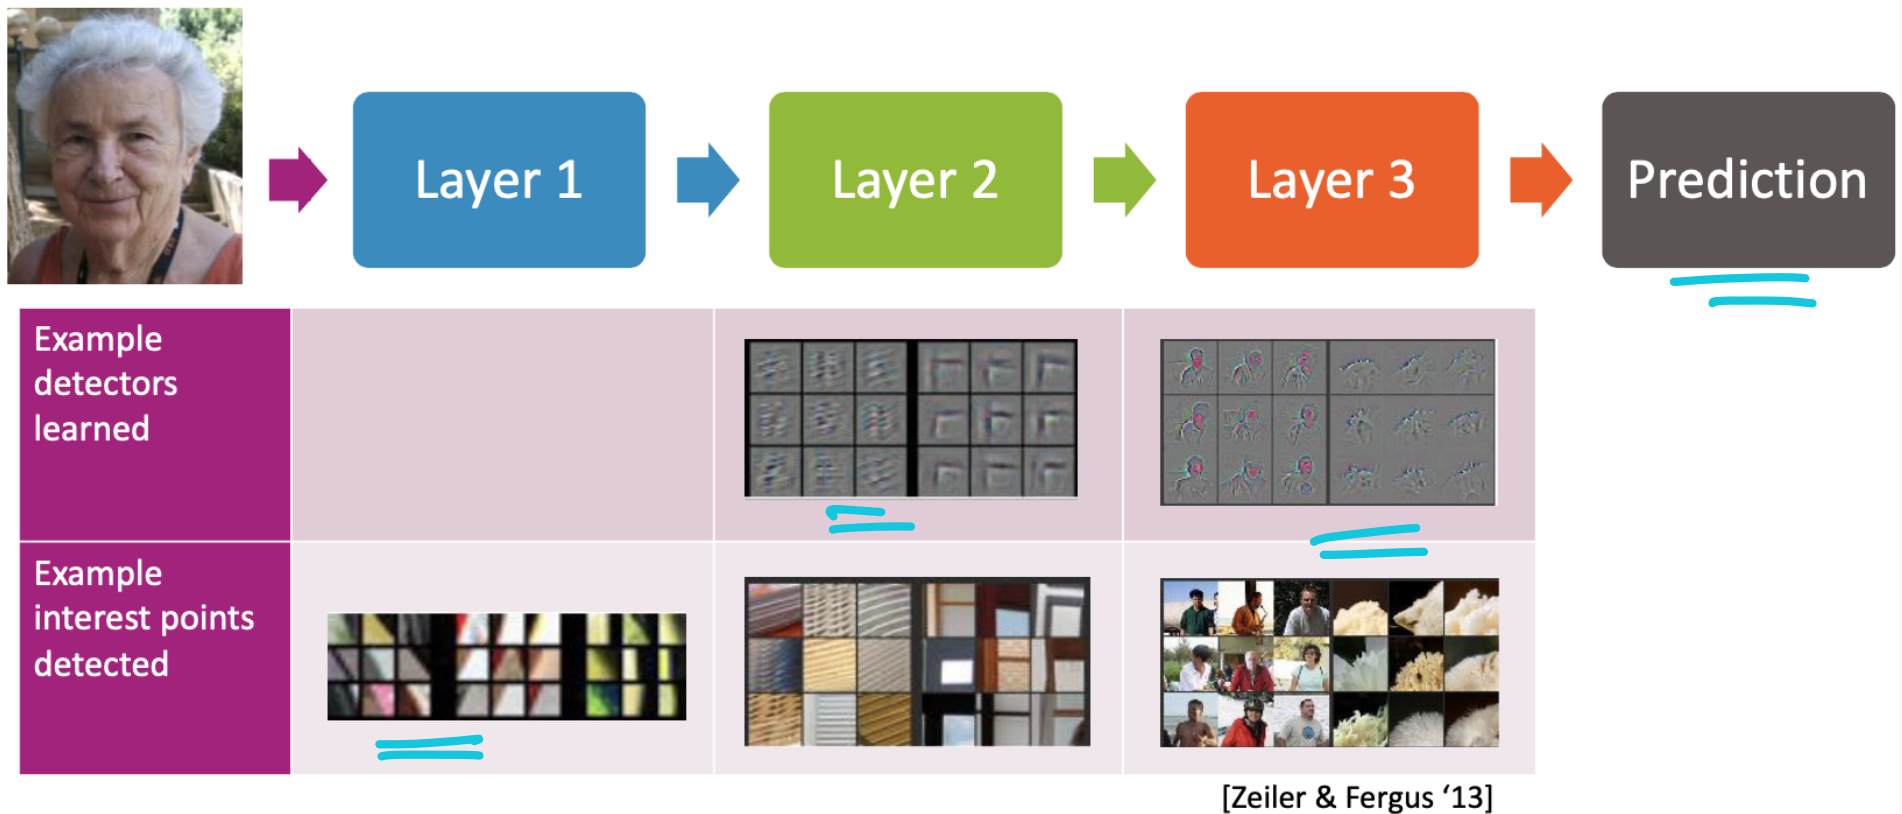 Layer 1
Layer 2
Layer 3
Prediction
Example
detectors
learned
Example
interest points
detected
[Zeiler & Fergus ‘13]